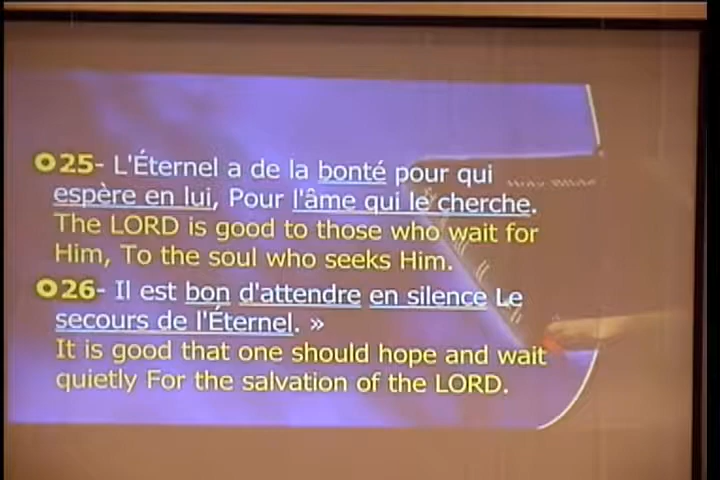 25- L'Éternel a de la bonté pour qui
espère en lui, Pour l'âme qui le cherche.
The LORD is good to those who wait for
Him, To the soul who seeks Him.
26- Il est bon d'attendre en silence Le
secours de l'Éternel. »
It is good that one should hope and wait
quietly For the salvation of the LORD.